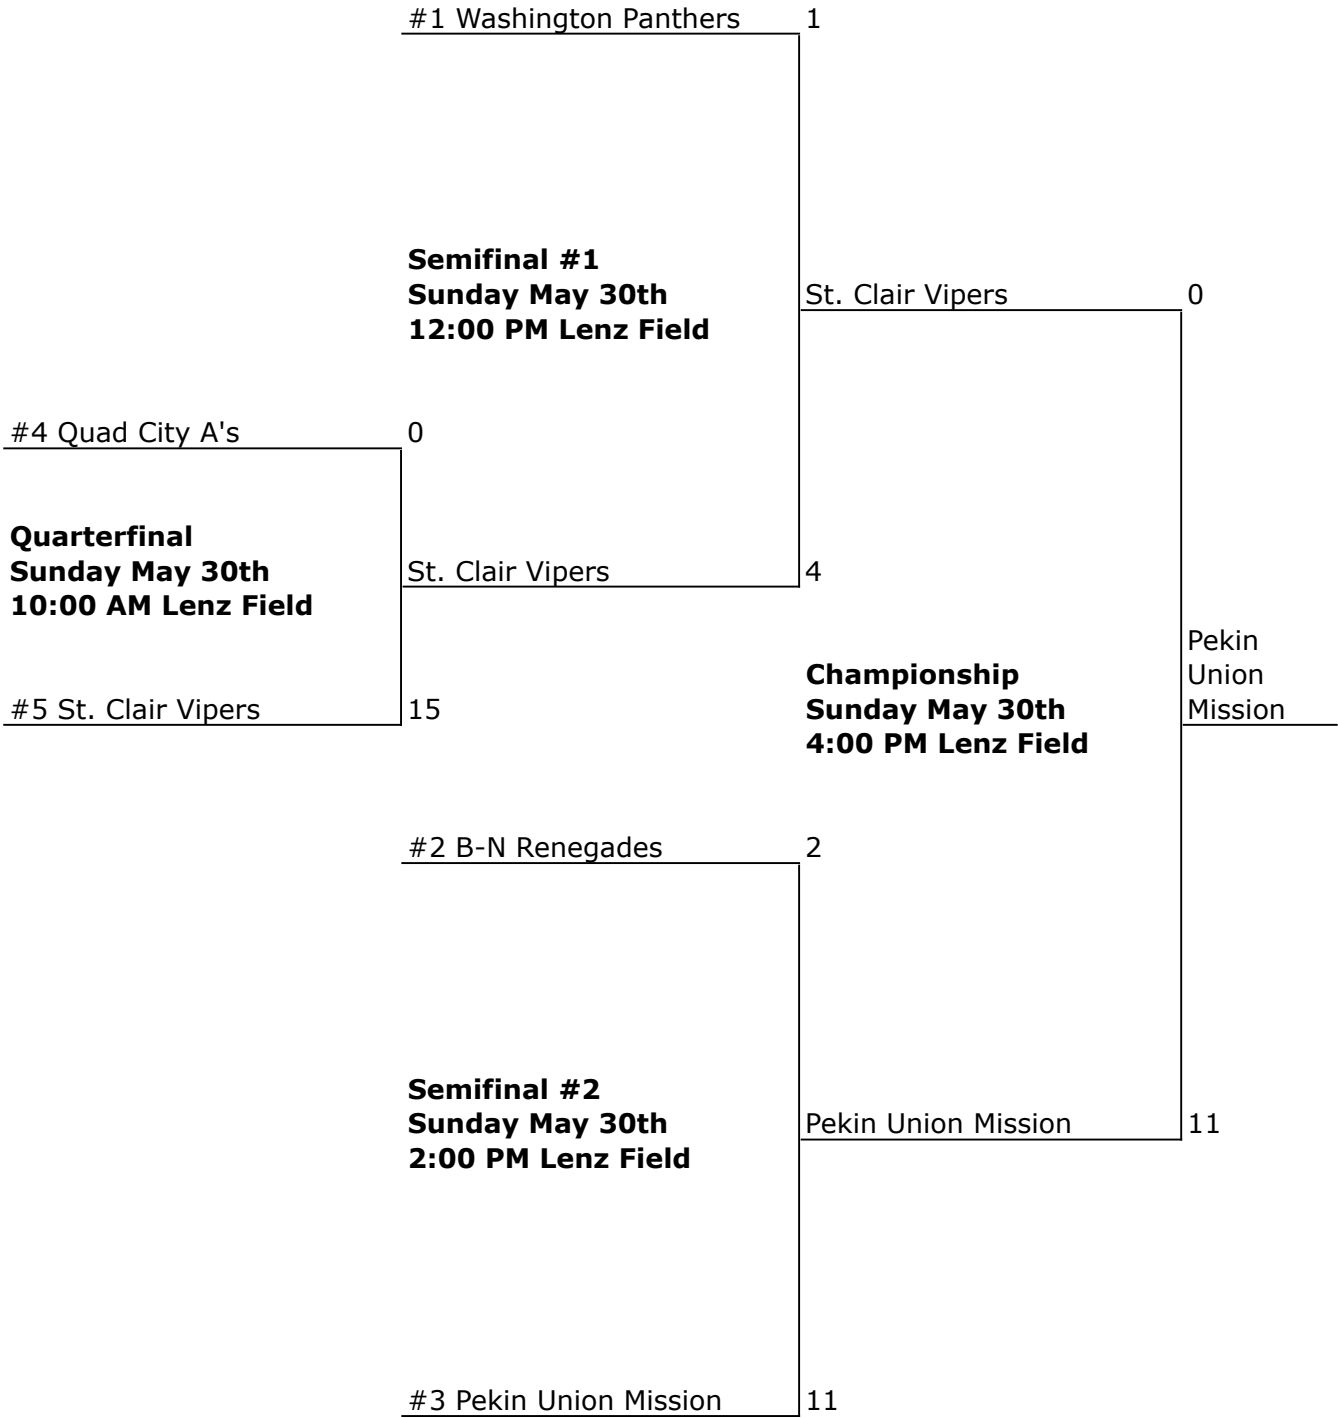 #1 Washington Panthers 1
Semifinal #1
Sunday May 30th
12:00 PM Lenz Field
St. Clair Vipers 0
#4 Quad City A's 0
Quarterfinal
Sunday May 30th
10:00 AM Lenz Field
St. Clair Vipers 4
#5 St. Clair Vipers 15
Championship
Sunday May 30th
4:00 PM Lenz Field
Pekin
Union
Mission
#2 B-N Renegades 2
Semifinal #2
Sunday May 30th
2:00 PM Lenz Field
Pekin Union Mission 11
#3 Pekin Union Mission 11